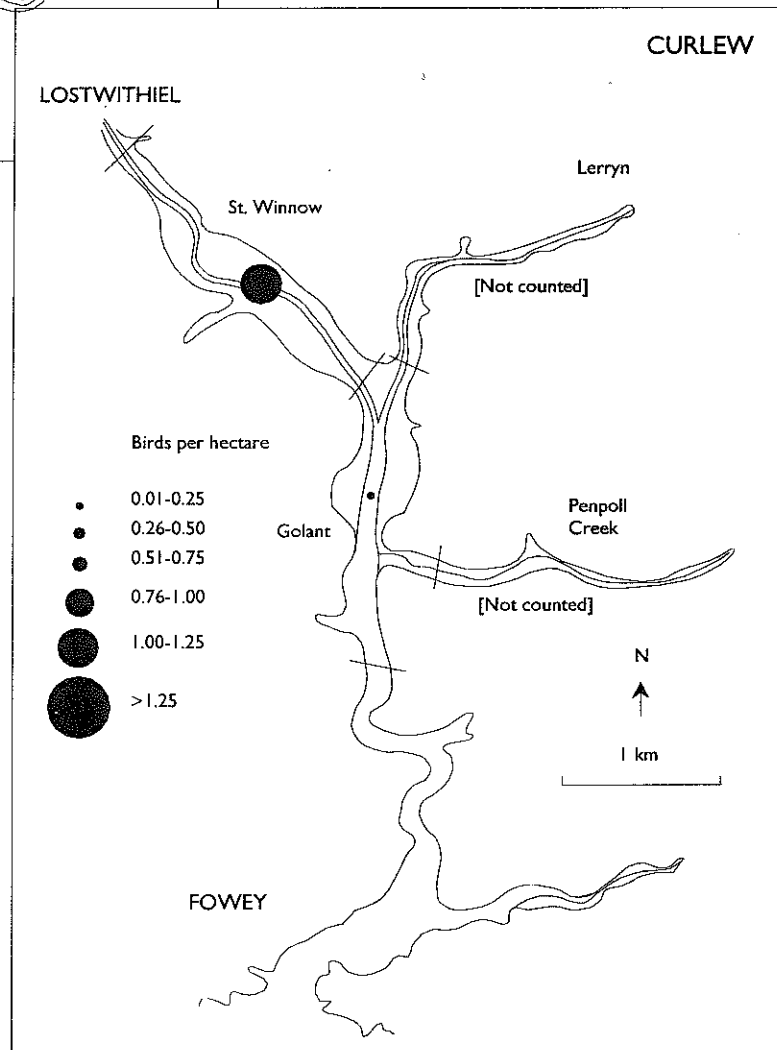 CURLEW
LOSTWITHIEL
Lerryn
St. Winnow
[Not counted]
Birds per hectare
0.01-0.25
0.26-0.50
0.51-0.75
0.76-1.00
1.00-1.25
>1.25
Golant
Penpoll
Creek
[Not counted]
N
1 km
FOWEY